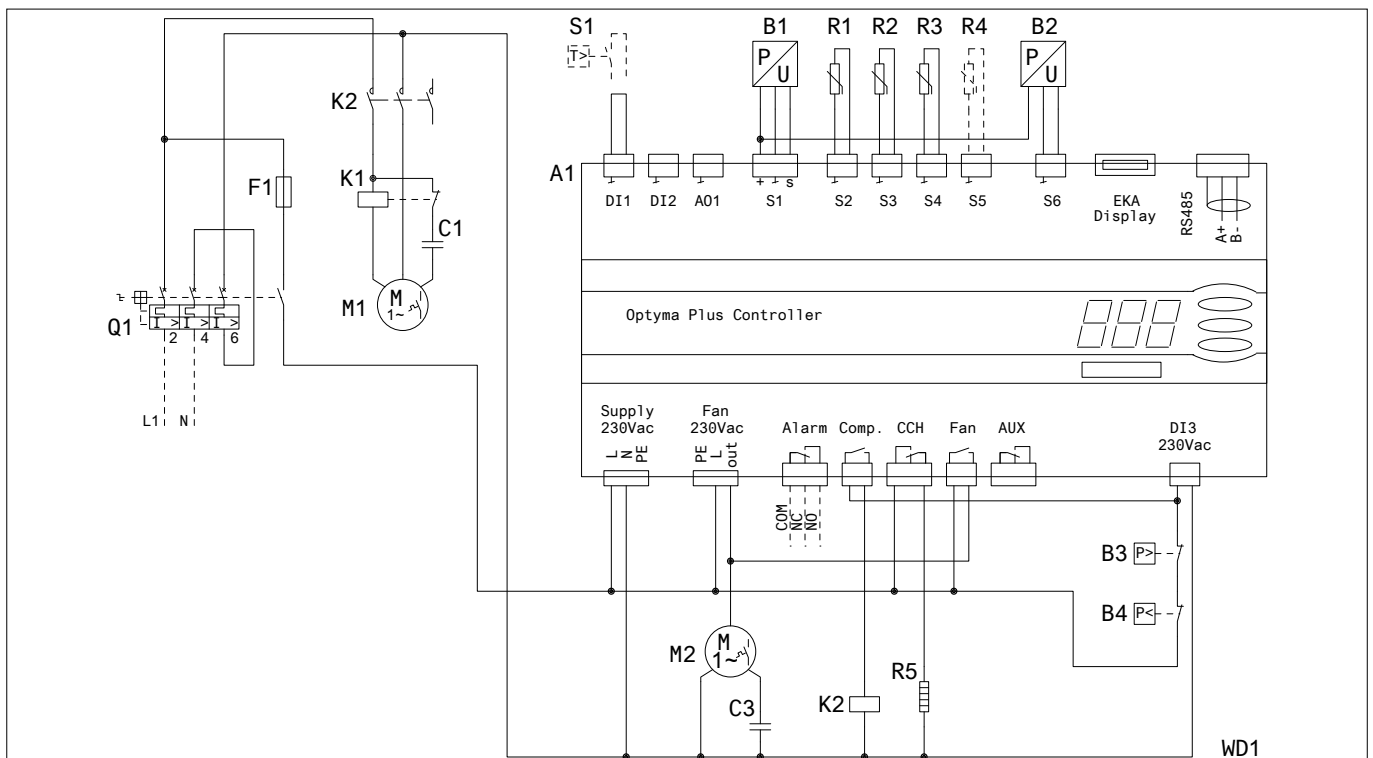 S1 B1 R1 R2 R3 R4 B2
T> P U P U
K2
A1
K1
F1
DI1 DI2 AO1 + s S1 S2 S3 S4 S5 S6 EKA Display RS485 A+ B-
C1
M1 M 1~
Q1 I > I > I >
2 4 6
Optyma Plus Controller
L1 N
Supply 230Vac
Fan 230Vac
Alarm Comp. CCH Fan AUX
DI3 230Vac
L N PE
PE L out
COM NC NO
B3 P>
B4 P<
M2 M 1~
R5
C3
K2
WD1